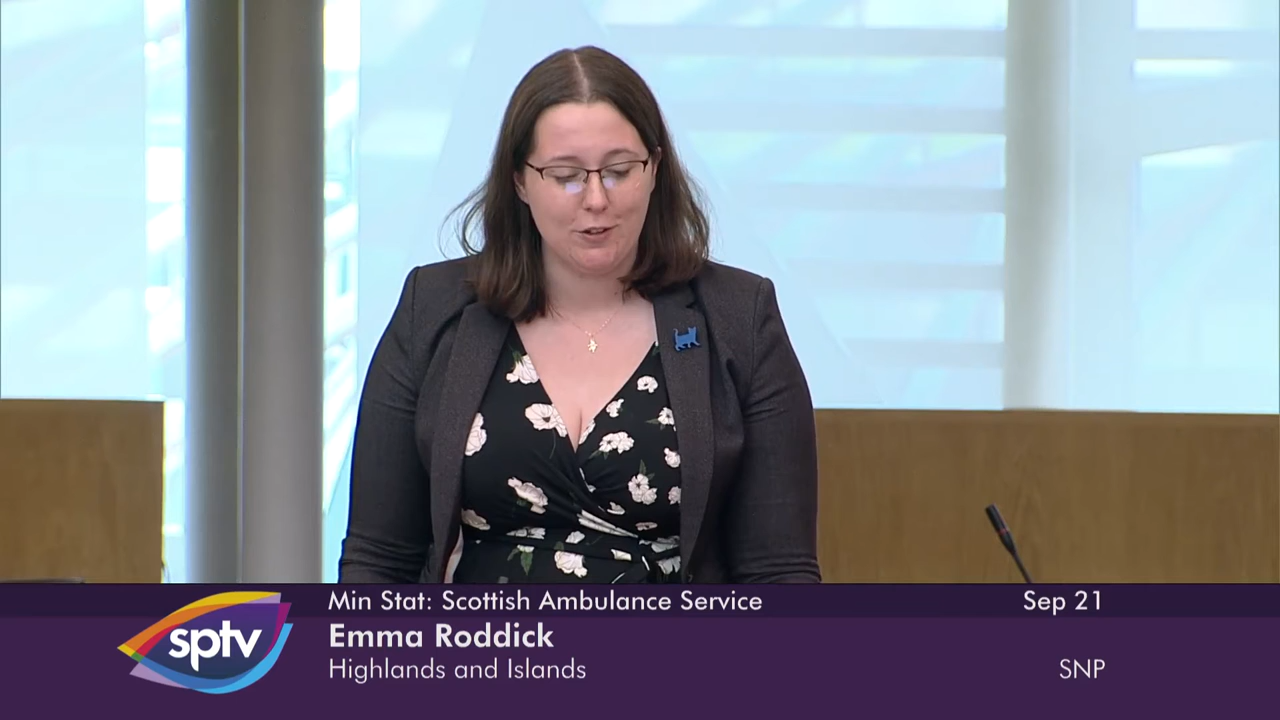 Min Stat: Scottish Ambulance Service Sep 21
sptv Emma Roddick
Highlands and Islands SNP